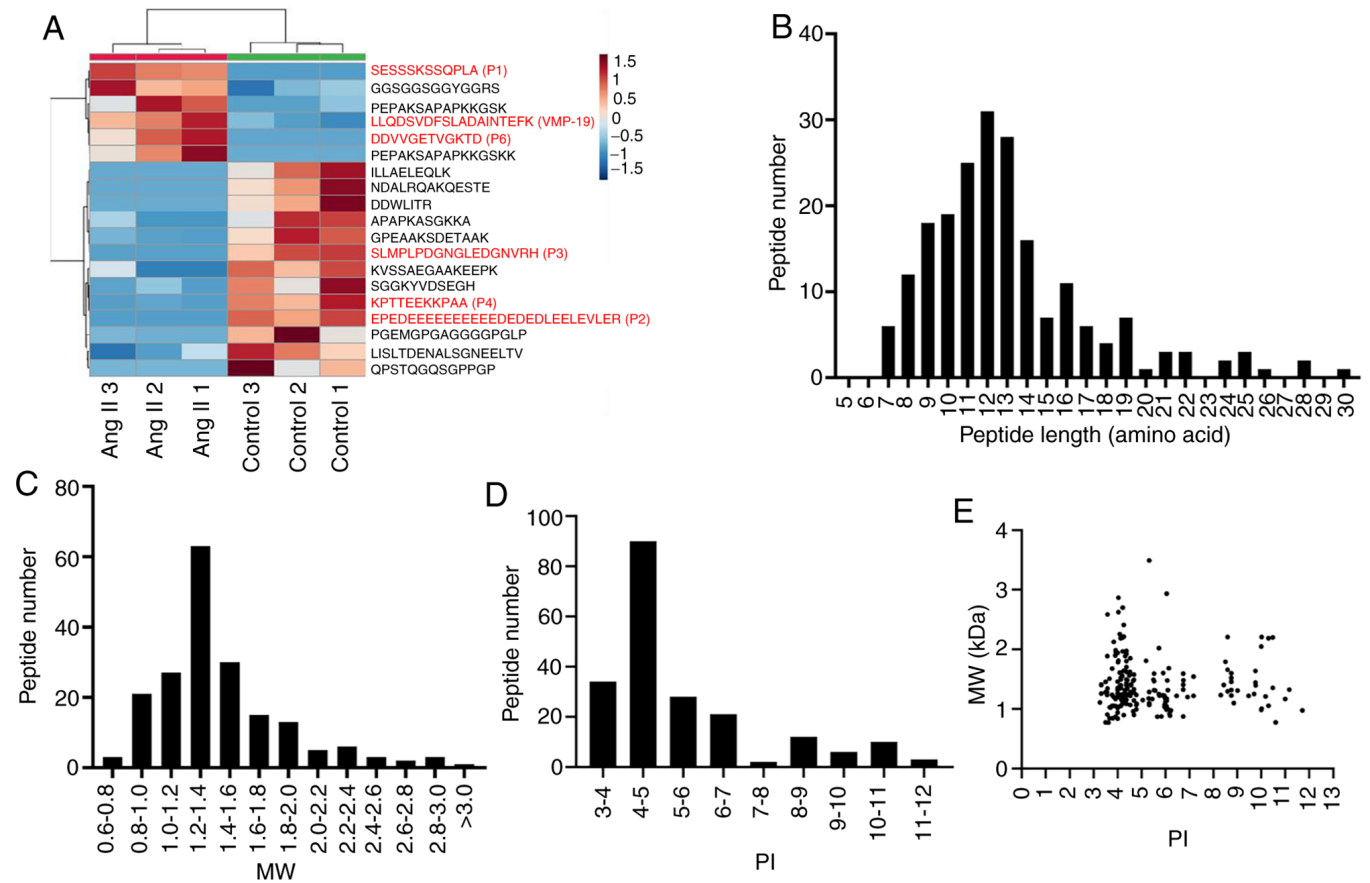 A
SESSSKSSQPLA (P1)
GGSGGSGGYGGRS
PEPAKSAPAPKKGSK
LLQDSVDFSLADAINTEFK (VMP-19)
DDVVGETVGKTD (P6)
PEPAKSAPAPKKGSKK
ILLAELEQLK
NDALRQAKQESTE
DDWLITR
APAPKASGKKA
GPEAAKSDETAAK
SLMPLPDGNGLEDGNVRH (P3)
KVSSAEGAAKEEPK
SGGKYVDSEGH
KPTTEEKKPAA (P4)
EPEDEEEEEEEEEEDEDEDLEELEVLER (P2)
PGEMGPGAGGGGPGLP
LISLTDENALSGNEELTV
QPSTQGQSGPPGP
1.5
1
0.5
0
−0.5
−1
−1.5
Ang II 3
Ang II 2
Ang II 1
Control 3
Control 2
Control 1
B
Peptide number
40
30
20
10
0
5 6 7 8 9 10 11 12 13 14 15 16 17 18 19 20 21 22 23 24 25 26 27 28 29 30
Peptide length (amino acid)
C
Peptide number
80
60
40
20
0
0.6-0.8
0.8-1.0
1.0-1.2
1.2-1.4
1.4-1.6
1.6-1.8
1.8-2.0
2.0-2.2
2.2-2.4
2.4-2.6
2.6-2.8
2.8-3.0
>3.0
MW
D
Peptide number
100
80
60
40
20
0
3-4
4-5
5-6
6-7
7-8
8-9
9-10
10-11
11-12
PI
E
MW (kDa)
4
3
2
1
0
0 1 2 3 4 5 6 7 8 9 10 11 12 13
PI